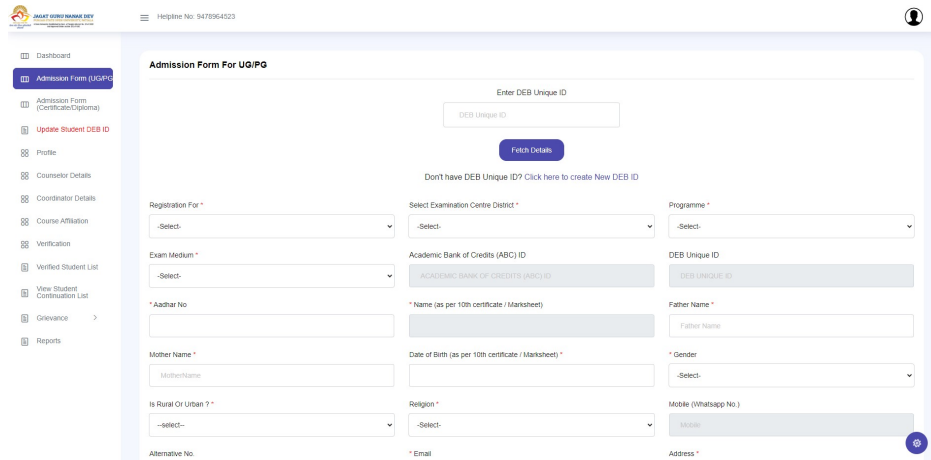 JAGAT GURU NANAK DEV
Helpline No: 9478964523
Dashboard
Admission Form (UG/PG
Admission Form
(Certificate/Diploma)
Update Student DEB ID
Profile
Counselor Details
Coordinator Details
Course Affiliation
Verification
Verified Student List
View Student
Continuation List
Grievance
Reports
Admission Form For UG/PG
Enter DEB Unique ID
DEB Unique ID
Fetch Details
Don't have DEB Unique ID? Click here to create New DEB ID
Registration For * Select Examination Centre District * Programme *
-Select- -Select- -Select-
Exam Medium * Academic Bank of Credits (ABC) ID DEB Unique ID
-Select- ACADEMIC BANK OF CREDITS (ABC) ID DEB UNIQUE ID
* Aadhar No * Name (as per 10th certificate / Marksheet) Father Name *
Father Name
Mother Name * Date of Birth (as per 10th certificate / Marksheet) * * Gender
MotherName -Select-
Is Rural Or Urban ? * Religion * Mobile (Whatsapp No.)
--select-- -Select- Mobile
Alternative No. * Email Address *